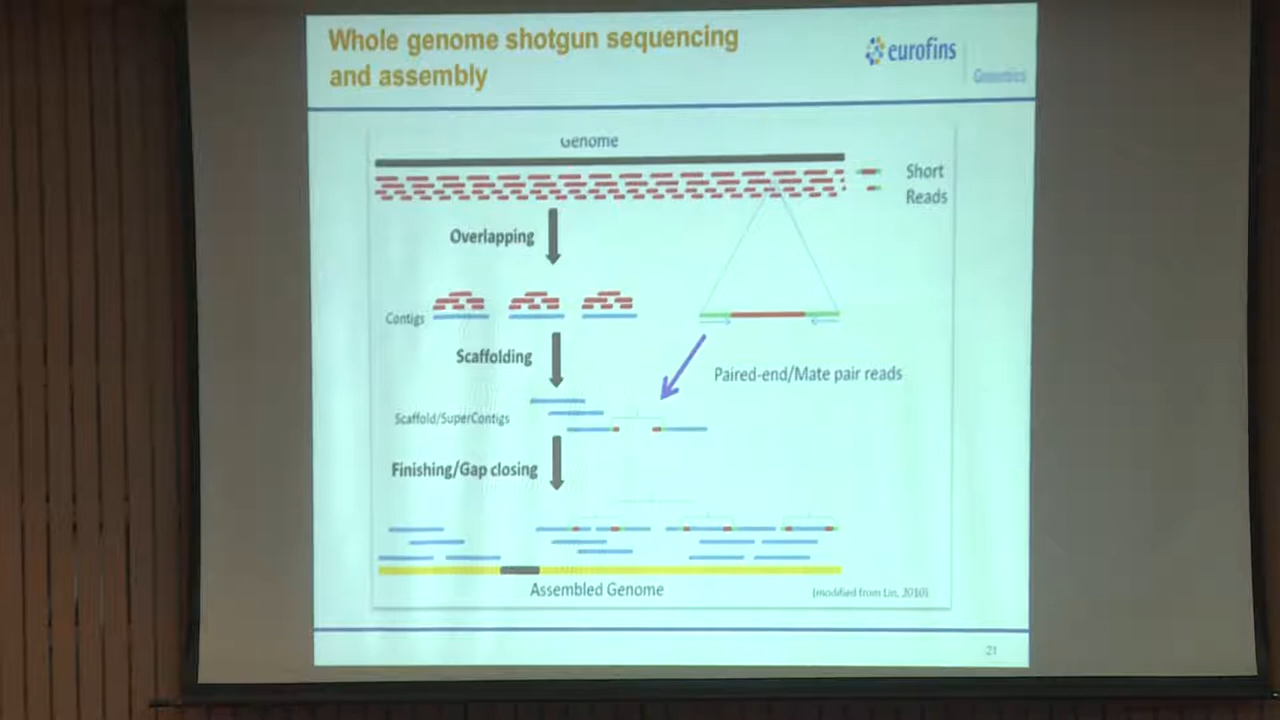 Whole genome shotgun sequencing
and assembly
eurofins
Genomics
Genome
Short
Reads
Overlapping
Contigs
Scaffolding
Paired-end/Mate pair reads
Scaffold/SuperContigs
Finishing/Gap closing
Assembled Genome
(modified from Lin, 2010)
21